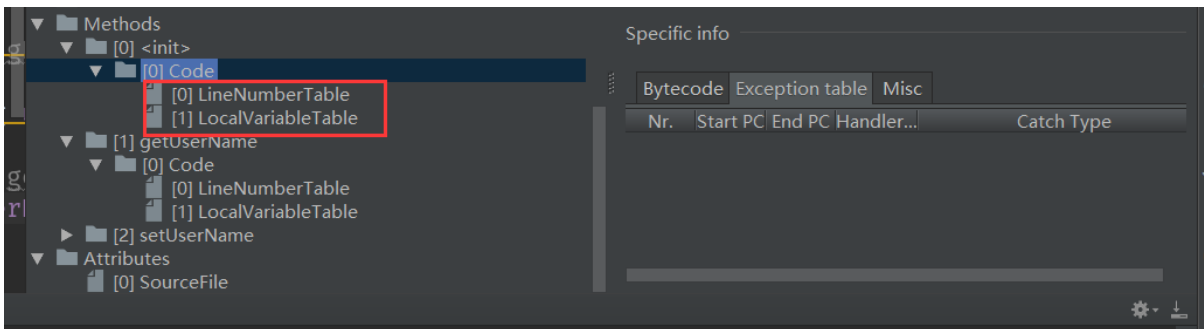 Methods
[0] <init>
[0] Code
[0] LineNumberTable
[1] LocalVariableTable
[1] getUserName
[0] Code
[0] LineNumberTable
[1] LocalVariableTable
[2] setUserName
Attributes
[0] SourceFile
Specific info
Bytecode Exception table Misc
Nr. Start PC End PC Handler... Catch Type